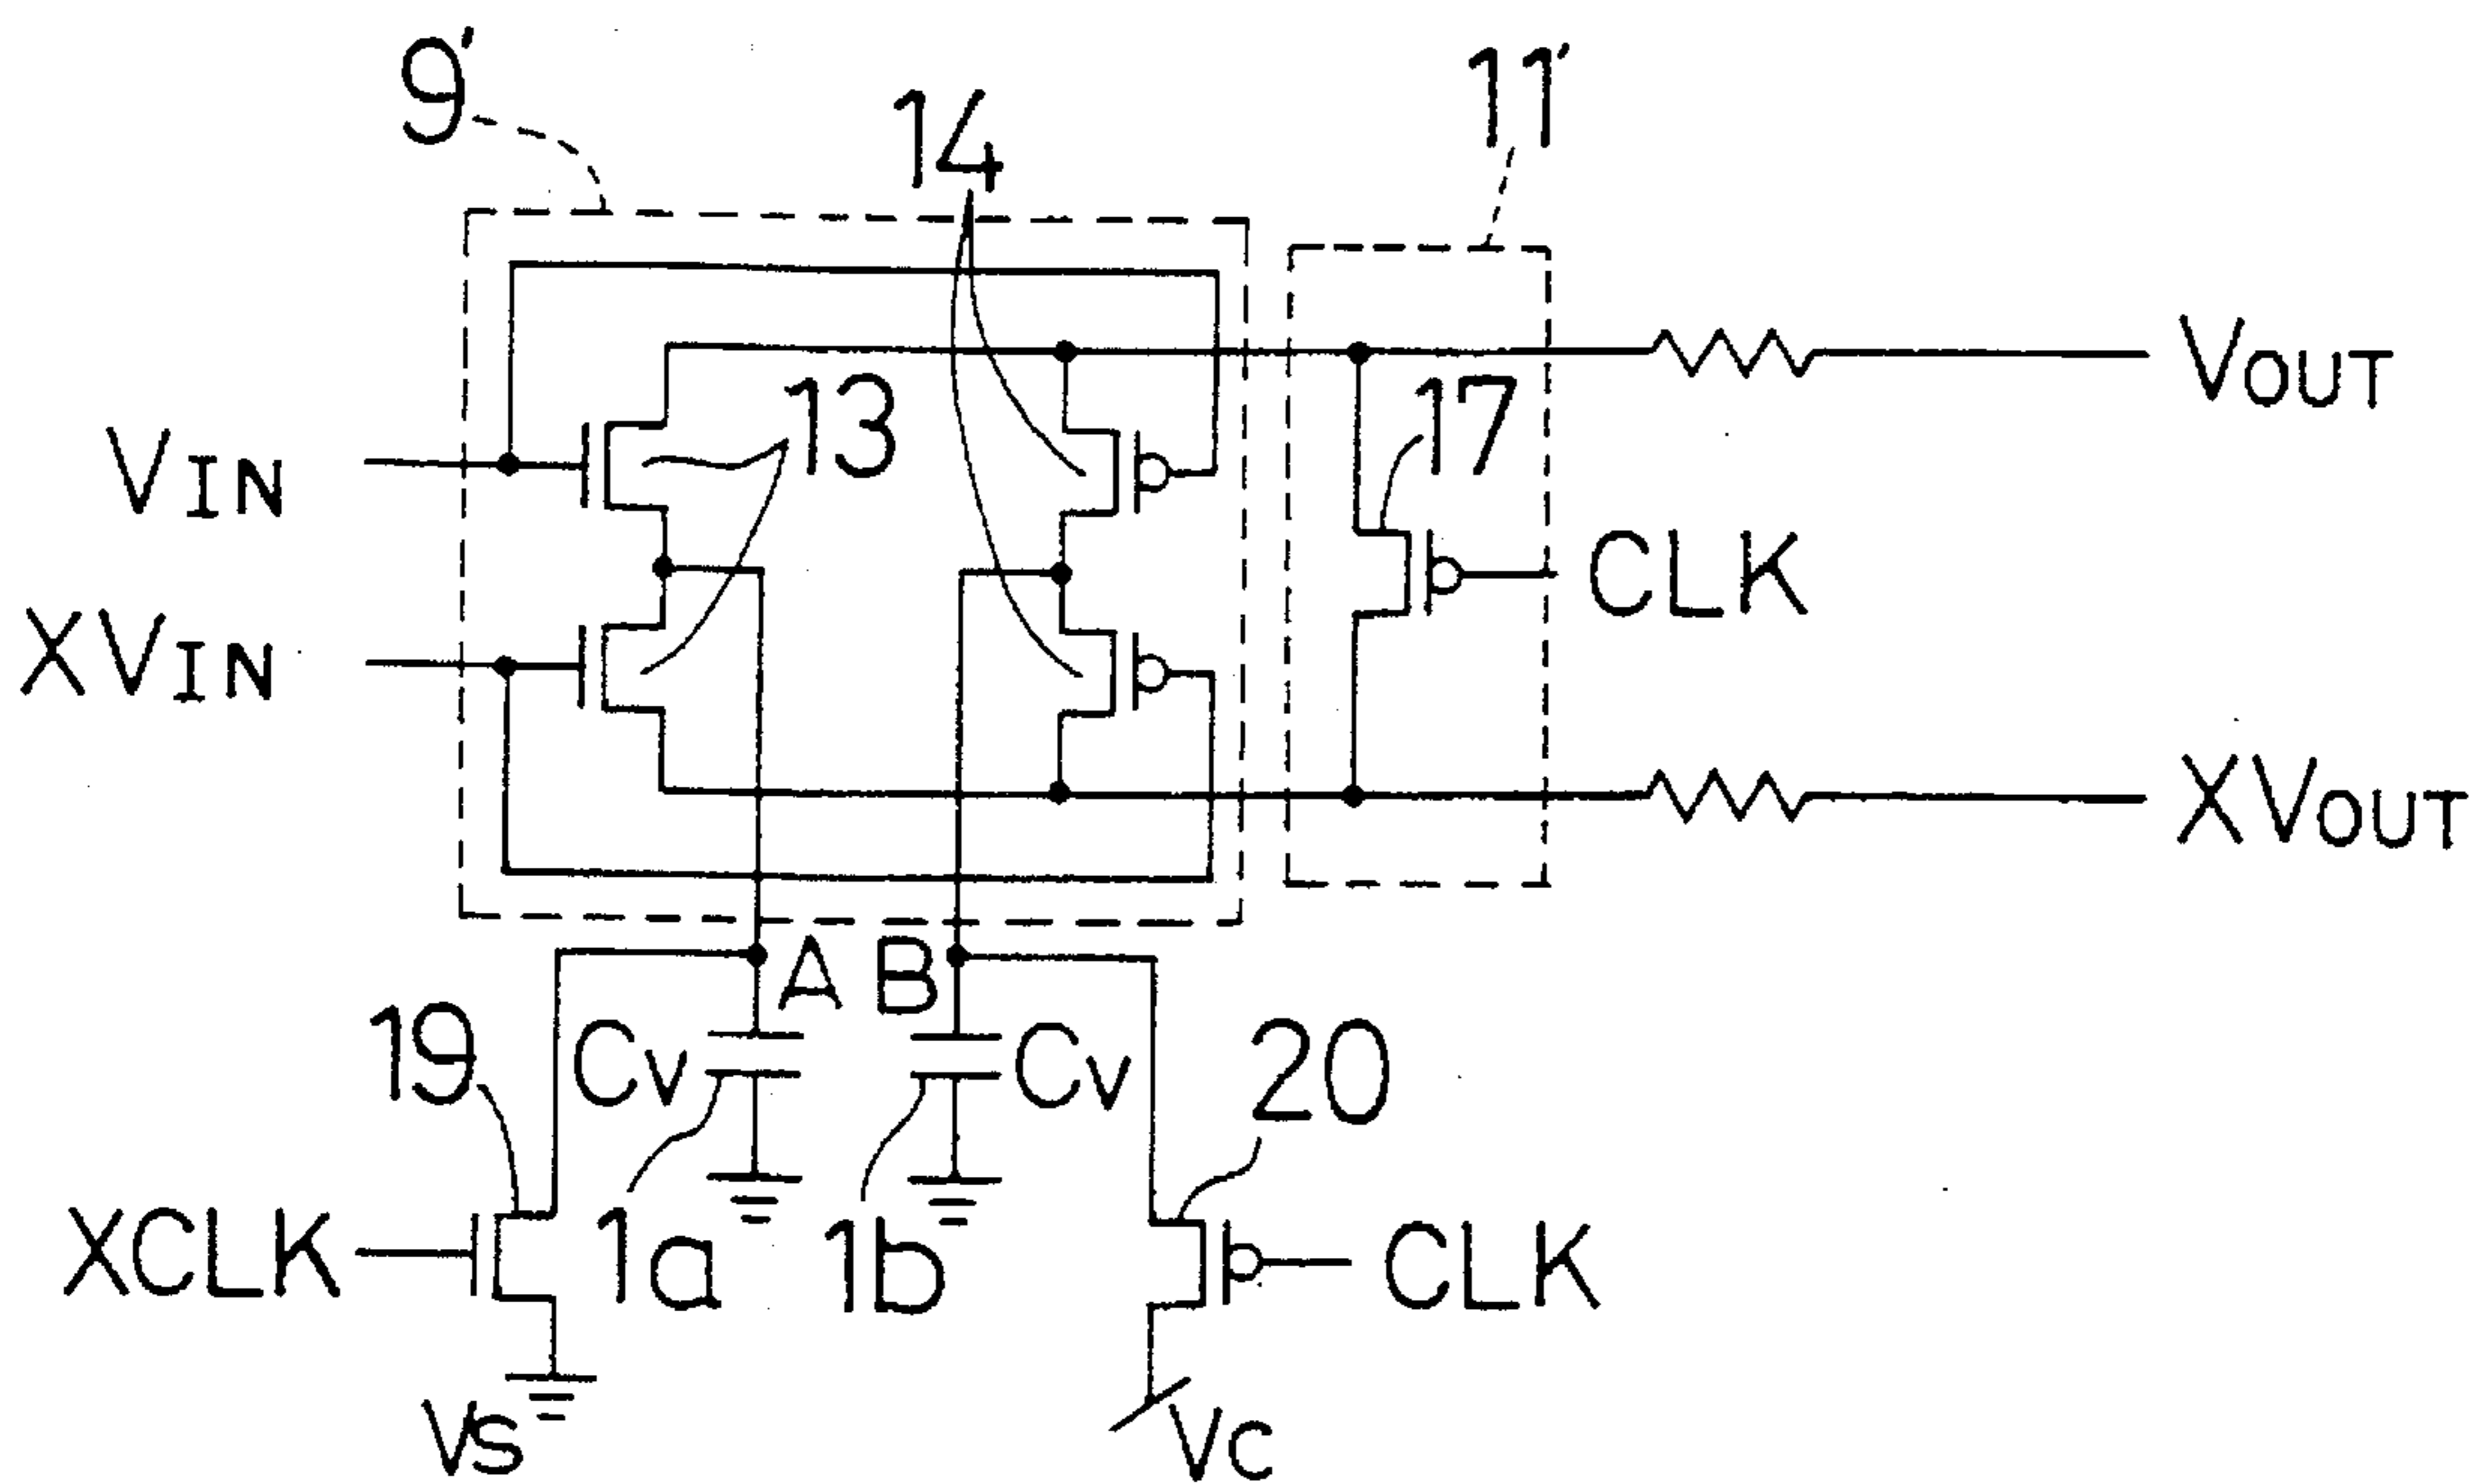 9'
11'
14
VOUT
13
17
VIN
CLK
XVIN
XVOUT
A B
19
CV
CV
20
XCLK
1a
1b
CLK
VS
VC